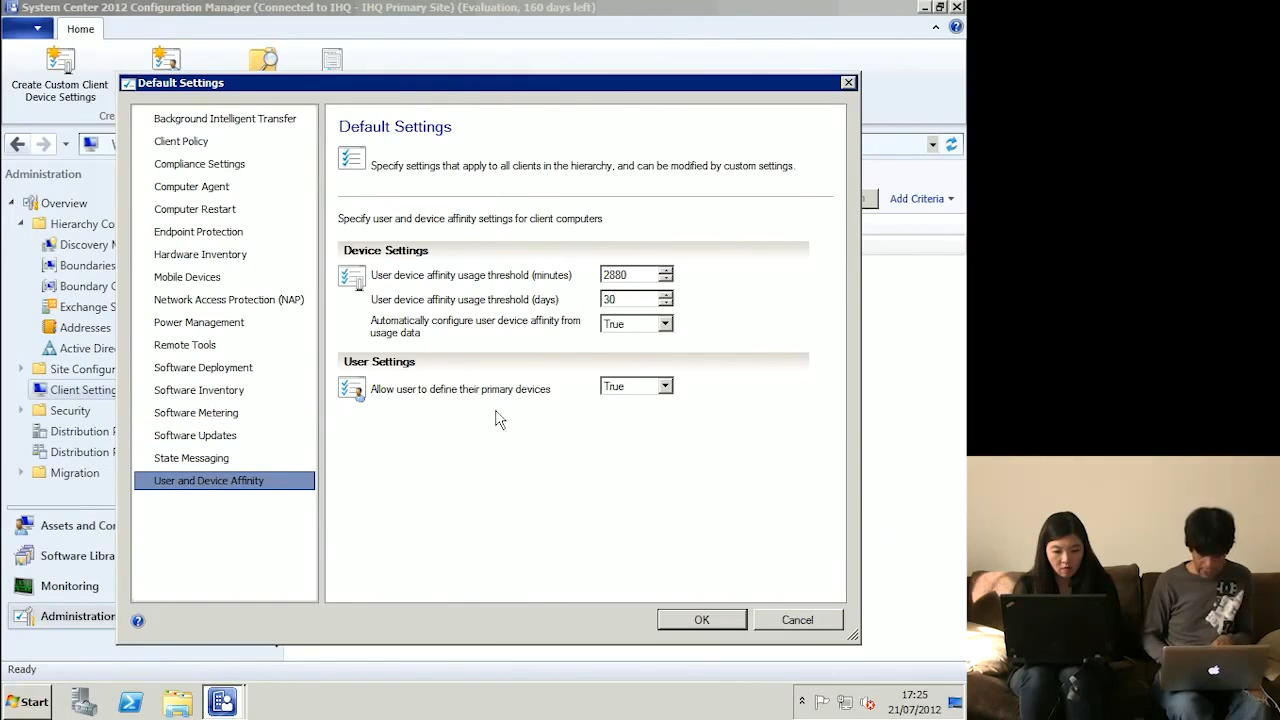 System Center 2012 Configuration Manager (Connected to IHQ - IHQ Primary Site) (Evaluation, 160 days left)
Home
Create Custom Client
Device Settings
Default Settings
Administration
Overview
Hierarchy Co
Discovery M
Boundaries
Boundary G
Exchange S
Addresses
Active Dire
Site Configur
Client Setting
Security
Distribution P
Distribution P
Migration
Assets and Co
Software Libra
Monitoring
Administration
Background Intelligent Transfer
Client Policy
Compliance Settings
Computer Agent
Computer Restart
Endpoint Protection
Hardware Inventory
Mobile Devices
Network Access Protection (NAP)
Power Management
Remote Tools
Software Deployment
Software Inventory
Software Metering
Software Updates
State Messaging
User and Device Affinity
Default Settings
Specify settings that apply to all clients in the hierarchy, and can be modified by custom settings.
Specify user and device affinity settings for client computers
Device Settings
User device affinity usage threshold (minutes) 2880
User device affinity usage threshold (days) 30
Automatically configure user device affinity from
usage data True
User Settings
Allow user to define their primary devices True
OK Cancel
Add Criteria
Ready
Start
17:25
21/07/2012